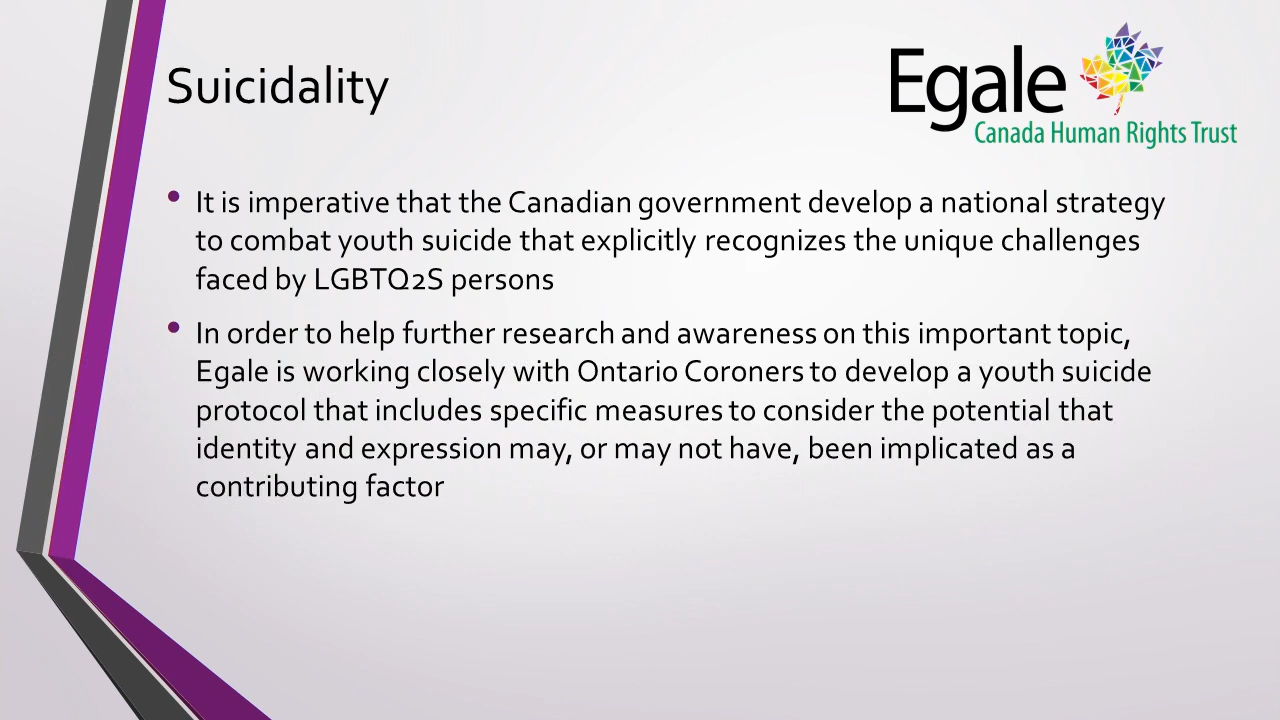 Suicidality
Egale
Canada Human Rights Trust
• It is imperative that the Canadian government develop a national strategy
to combat youth suicide that explicitly recognizes the unique challenges
faced by LGBTQ2S persons
• In order to help further research and awareness on this important topic,
Egale is working closely with Ontario Coroners to develop a youth suicide
protocol that includes specific measures to consider the potential that
identity and expression may, or may not have, been implicated as a
contributing factor